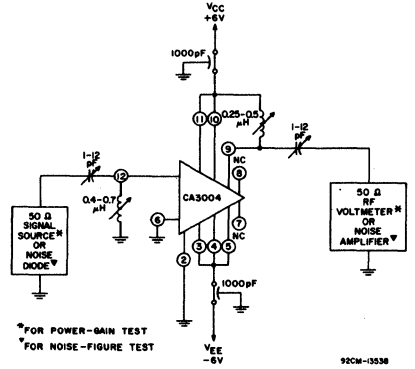 VCC
+6V
1000pF
0.25-0.5
μH
1-12
pF
11
10
9
NC
8
1-12
pF
12
CA3004
7
NC
0.4-0.7
μH
6
50 Ω
SIGNAL
SOURCE*
OR
NOISE
DIODE▼
50 Ω
RF
VOLTMETER*
OR
NOISE
AMPLIFIER▼
2
3
4
5
1000pF
*FOR POWER-GAIN TEST
▼FOR NOISE-FIGURE TEST
VEE
-6V
92CM-13538